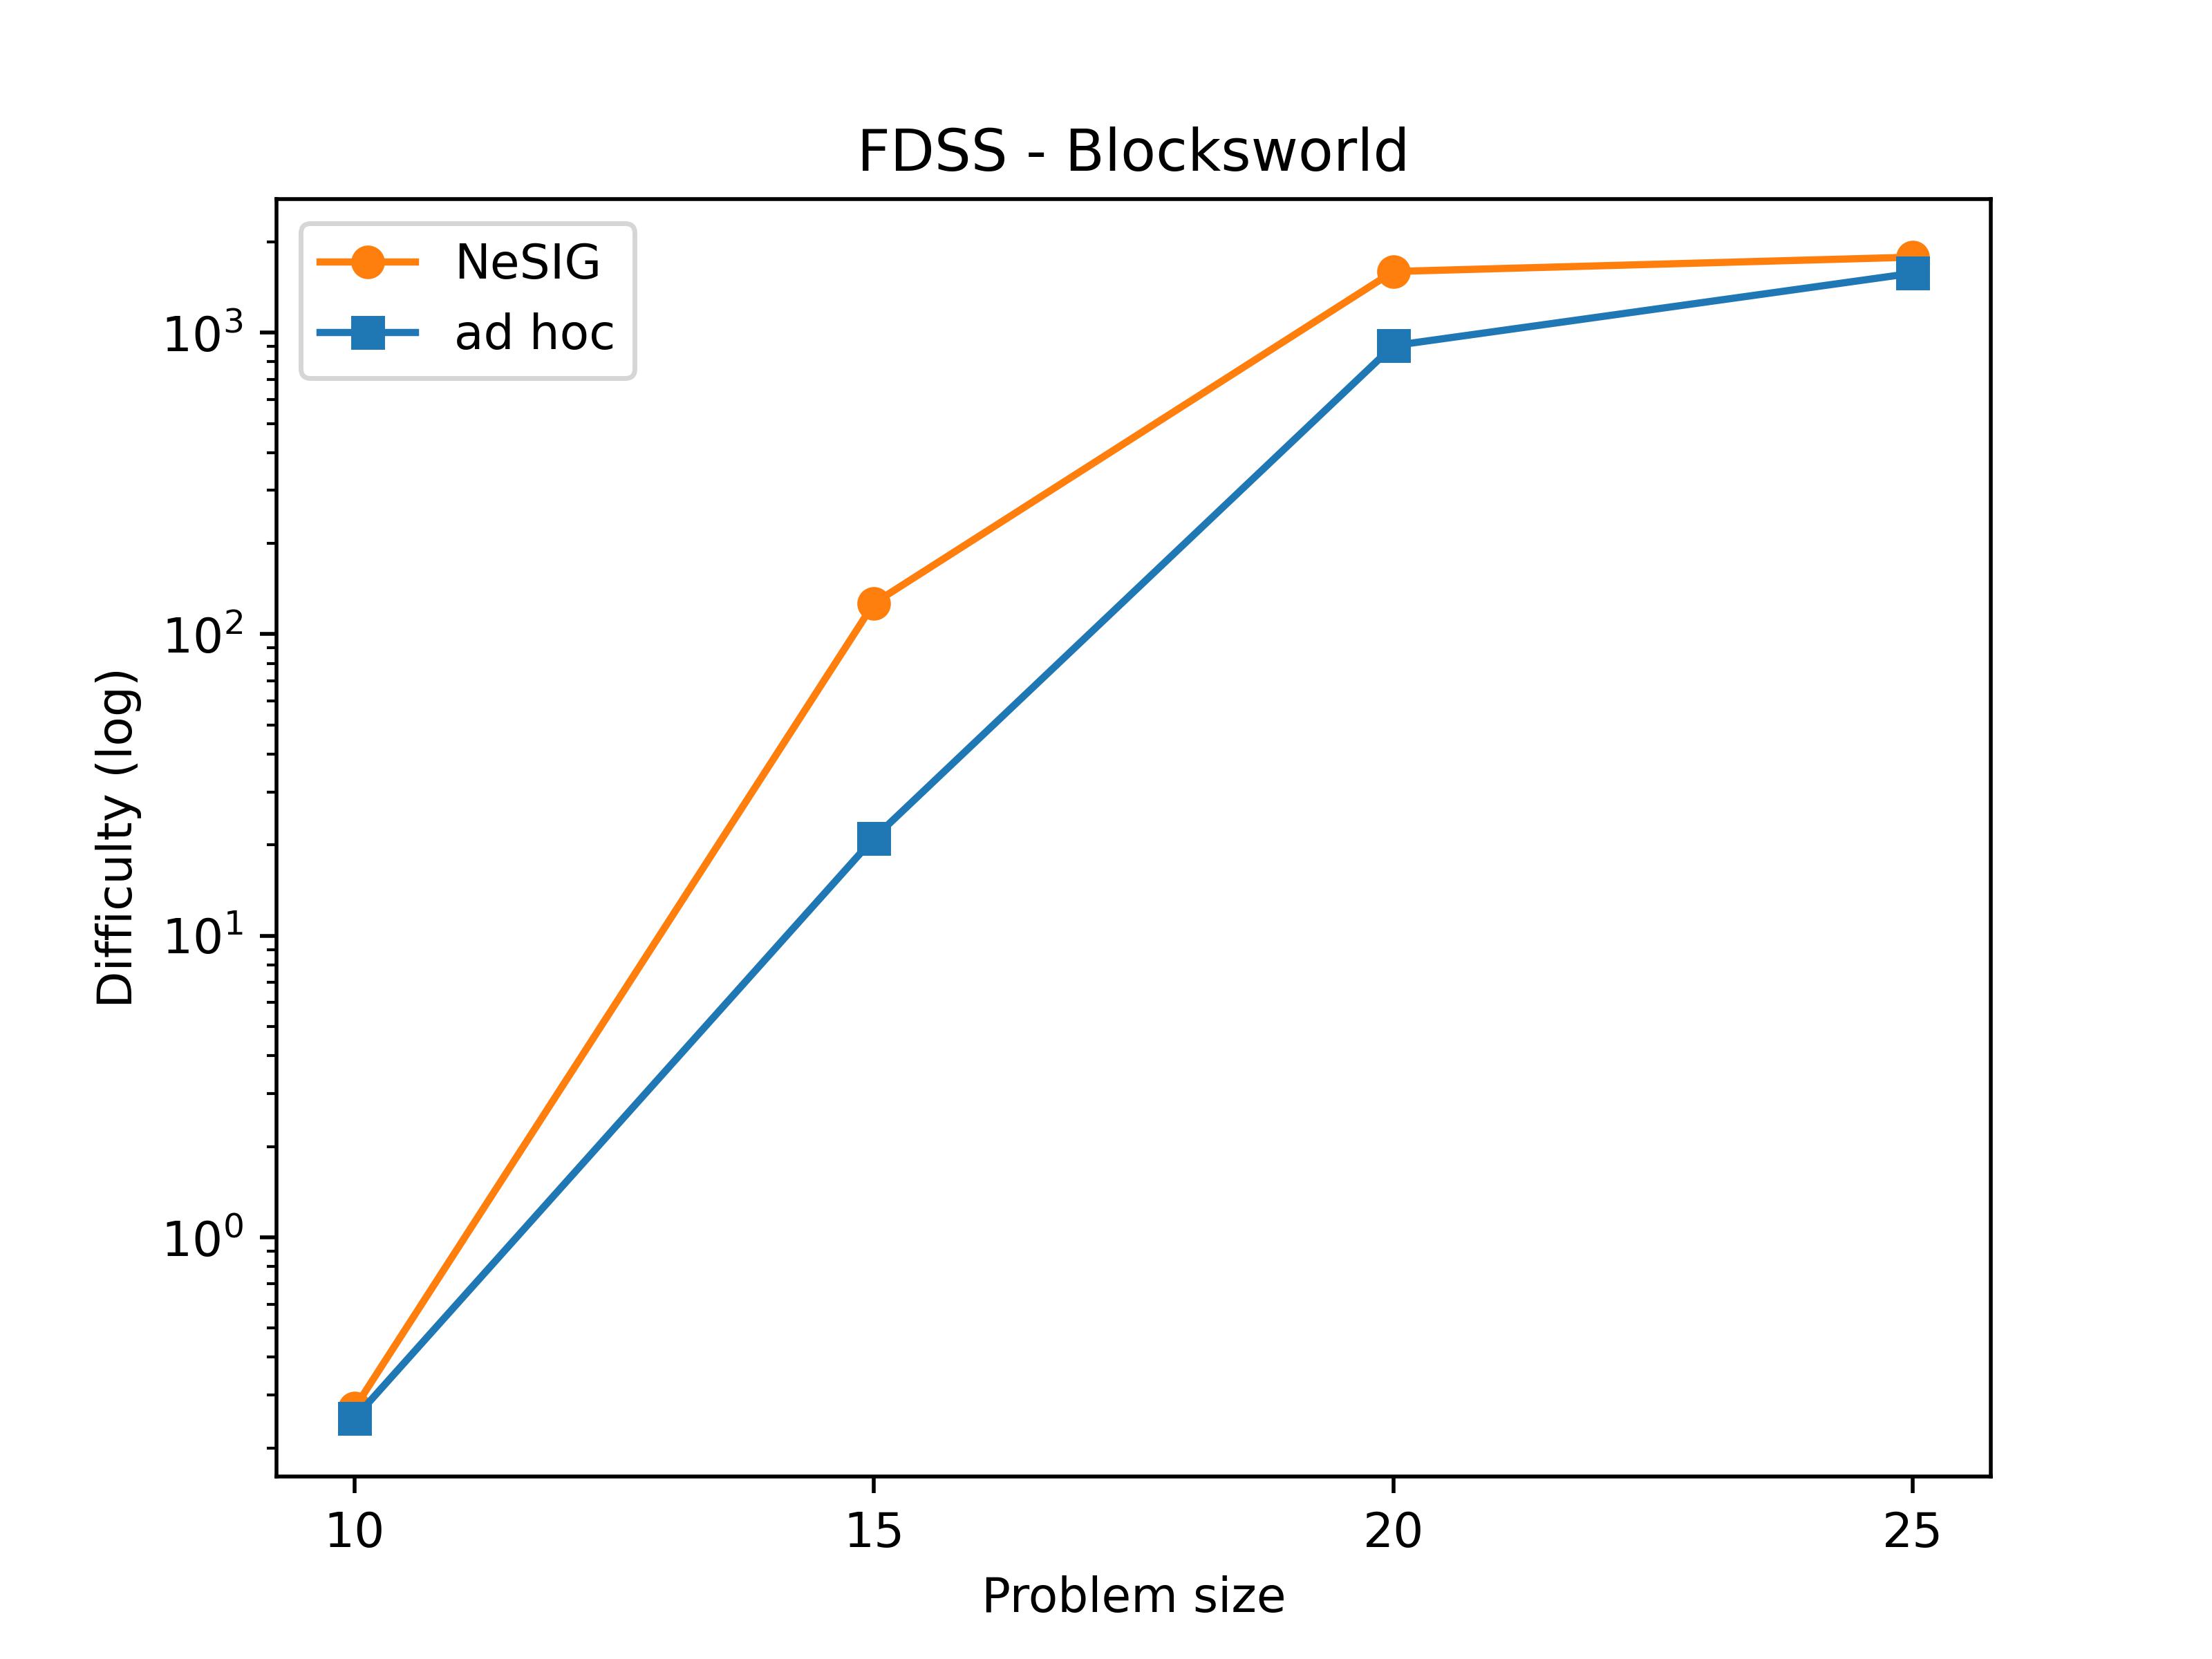 FDSS - Blocksworld
NeSIG
ad hoc
10³
10²
10¹
10⁰
Difficulty (log)
10 15 20 25
Problem size